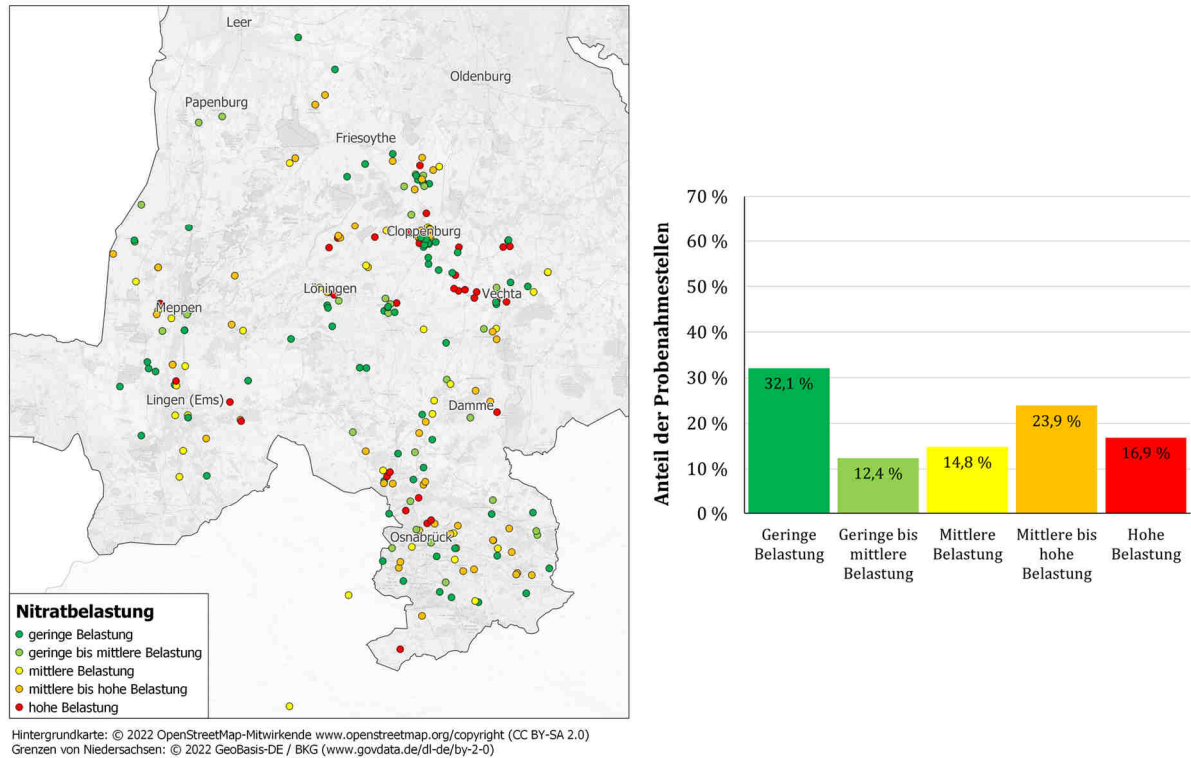 Leer
Oldenburg
Papenburg
Friesoythe
Cloppenburg
Löningen
Vechta
Meppen
Lingen (Ems)
Damme
Osnabrück
Nitratbelastung
geringe Belastung
geringe bis mittlere Belastung
mittlere Belastung
mittlere bis hohe Belastung
hohe Belastung
Hintergrundkarte: © 2022 OpenStreetMap-Mitwirkende www.openstreetmap.org/copyright (CC BY-SA 2.0)
Grenzen von Niedersachsen: © 2022 GeoBasis-DE / BKG (www.govdata.de/dl-de/by-2-0)
Anteil der Probenahmestellen
70 %
60 %
50 %
40 %
30 %
20 %
10 %
0 %
32,1 %
12,4 %
14,8 %
23,9 %
16,9 %
Geringe
Belastung
Geringe bis
mittlere
Belastung
Mittlere
Belastung
Mittlere bis
hohe
Belastung
Hohe
Belastung